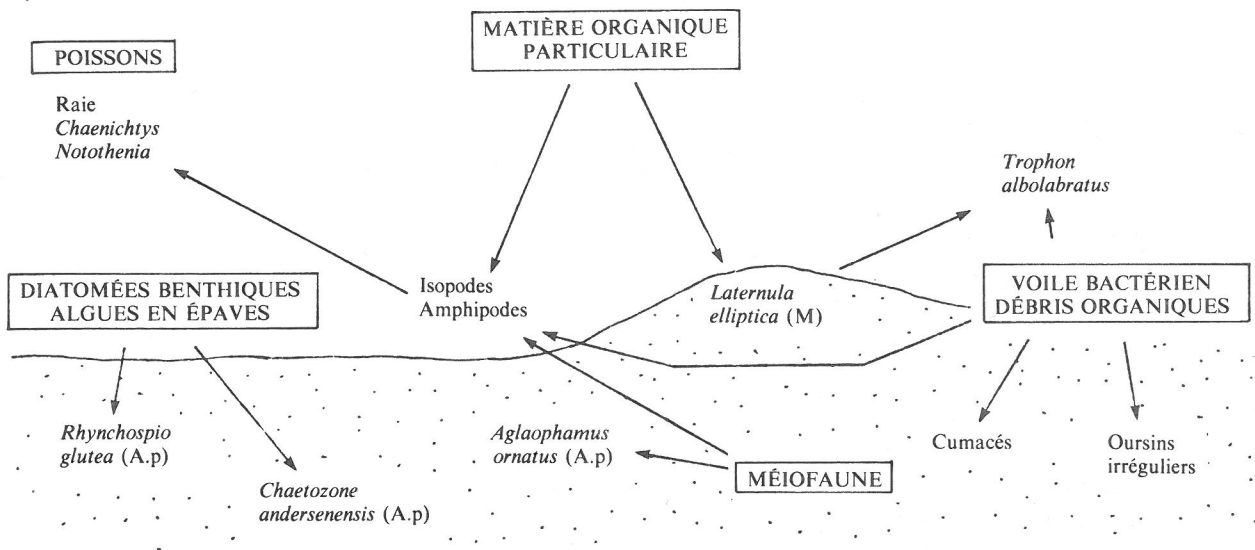 MATIÈRE ORGANIQUE
PARTICULAIRE
POISSONS
Raie
Chaenichtys
Notothenia
Trophon
albolabratus
DIATOMÉES BENTHIQUES
ALGUES EN ÉPAVES
Isopodes
Amphipodes
Laternula
elliptica (M)
VOILE BACTÉRIEN
DÉBRIS ORGANIQUES
Rhynchospio
glutea (A.p)
Aglaophamus
ornatus (A.p)
Cumacés
Oursins
irréguliers
MÉIOFAUNE
Chaetozone
andersenensis (A.p)